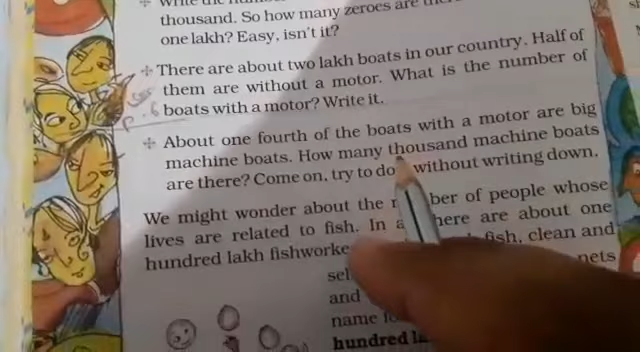 thousand. So how many zeroes are
one lakh? Easy, isn't it?
✣ There are about two lakh boats in our country. Half of
them are without a motor. What is the number of
boats with a motor? Write it.
✣ About one fourth of the boats with a motor are big
machine boats. How many thousand machine boats
are there? Come on, try to do without writing down.
We might wonder about the ber of people whose
lives are related to fish. In here are about one
hundred lakh fishworke fish, clean and
sel nets
and
name
hundred